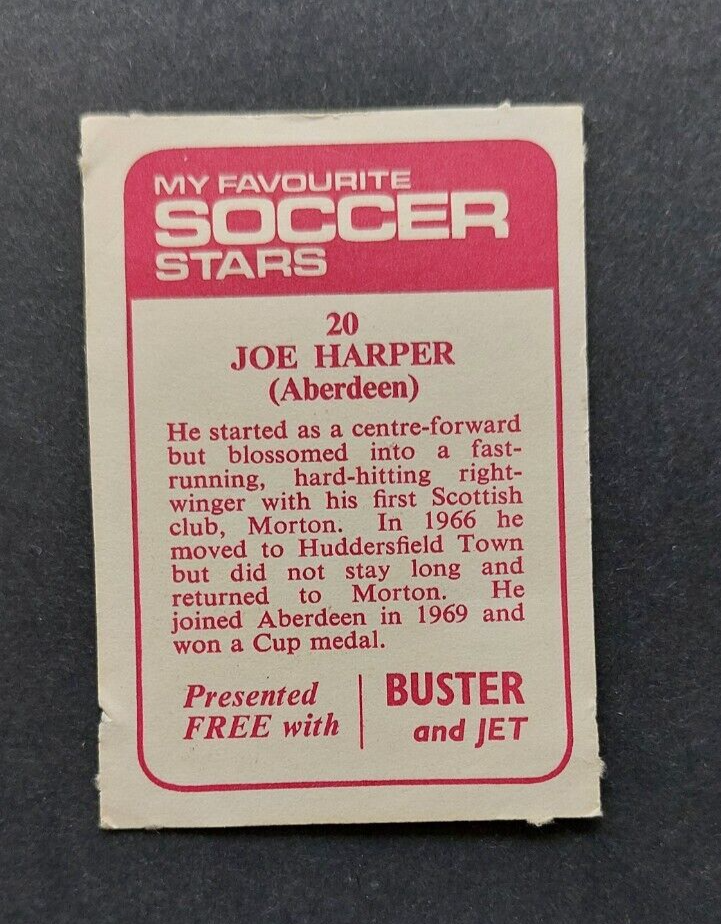 MY FAVOURITE
SOCCER
STARS
20
JOE HARPER
(Aberdeen)
He started as a centre-forward
but blossomed into a fast-
running, hard-hitting right-
winger with his first Scottish
club, Morton. In 1966 he
moved to Huddersfield Town
but did not stay long and
returned to Morton. He
joined Aberdeen in 1969 and
won a Cup medal.
Presented
FREE with
BUSTER
and JET